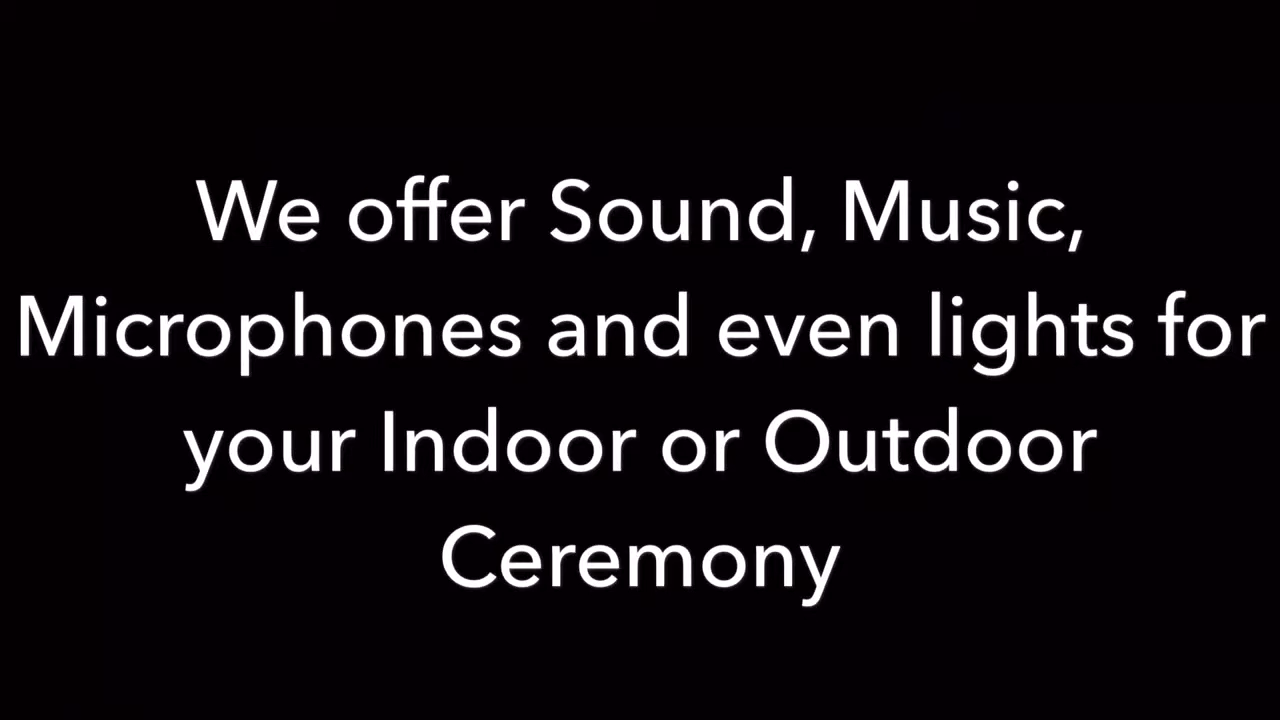 We offer Sound, Music,
Microphones and even lights for
your Indoor or Outdoor
Ceremony